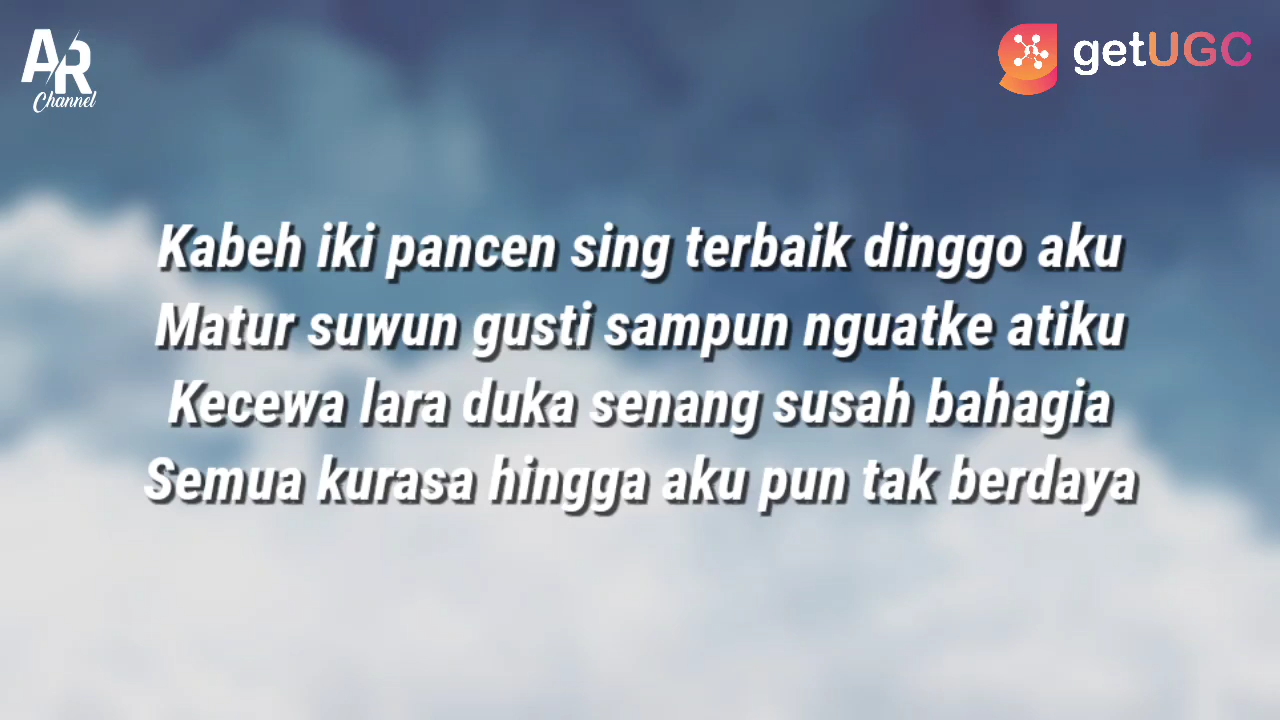 AR
Channel
getUGC
Kabeh iki pancen sing terbaik dinggo aku
Matur suwun gusti sampun nguatke atiku
Kecewa lara duka senang susah bahagia
Semua kurasa hingga aku pun tak berdaya